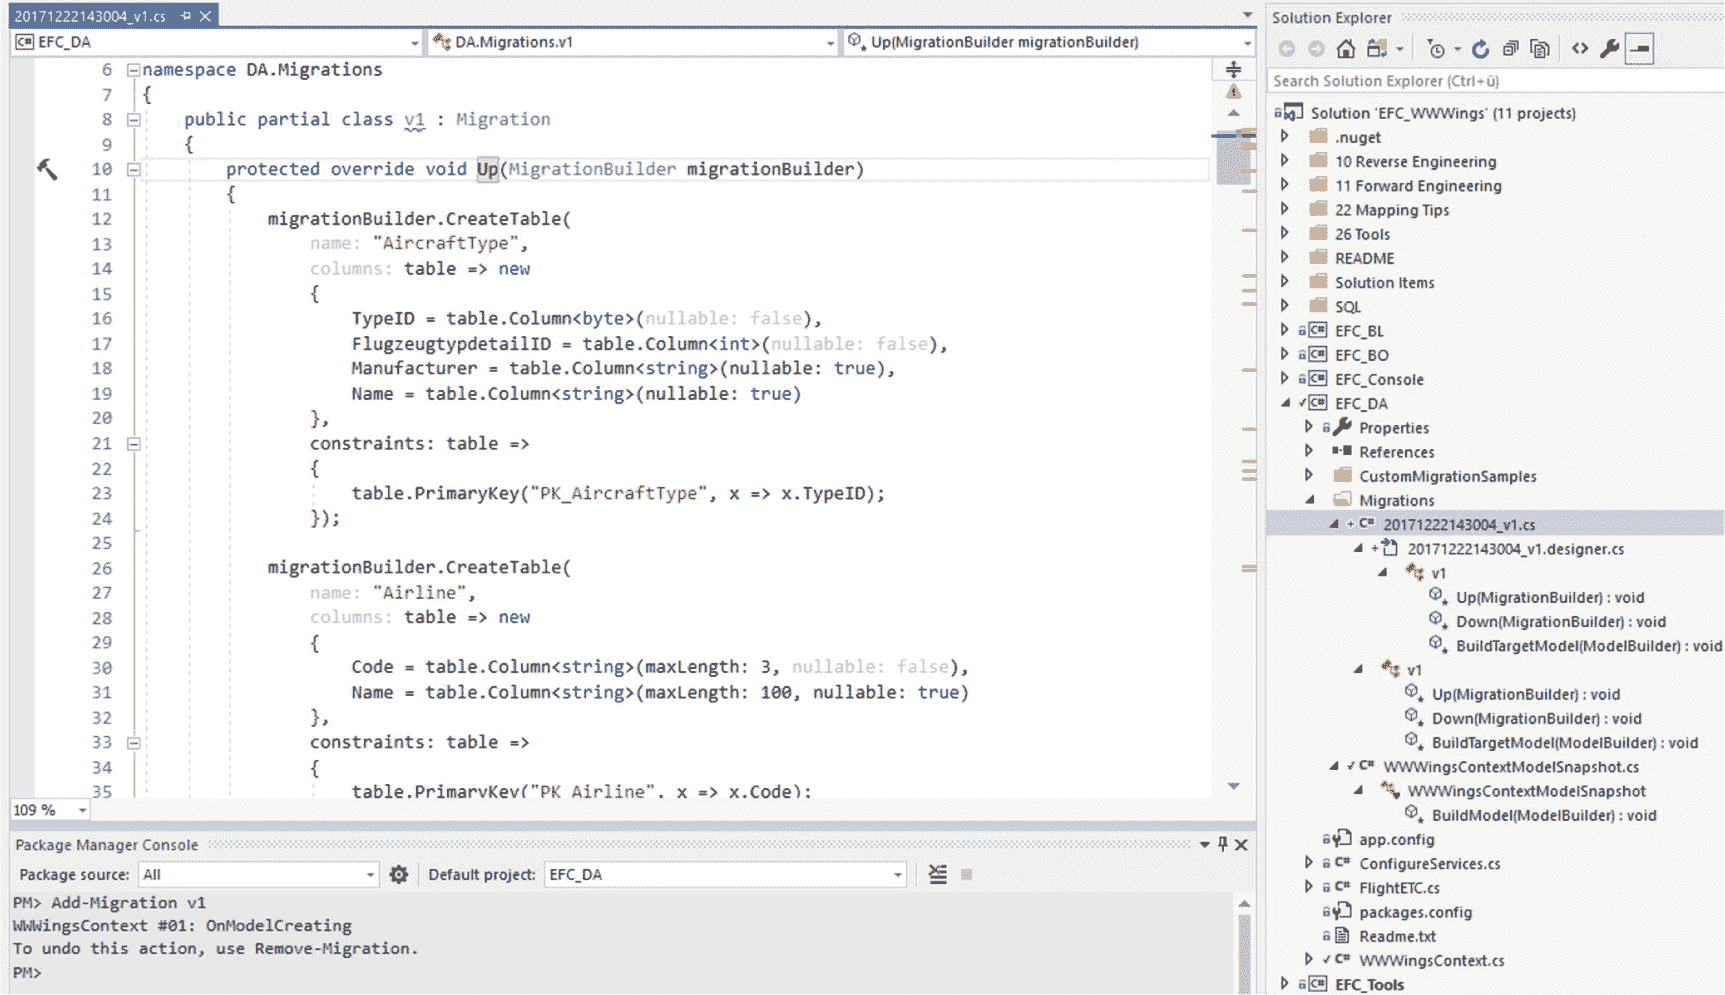 20171222143004_v1.cs
EFC_DA
DA.Migrations.v1
Up(MigrationBuilder migrationBuilder)
6 namespace DA.Migrations
7 {
8 public partial class v1 : Migration
9 {
10 protected override void Up(MigrationBuilder migrationBuilder)
11 {
12 migrationBuilder.CreateTable(
13 name: "AircraftType",
14 columns: table => new
15 {
16 TypeID = table.Column<byte>(nullable: false),
17 FlugzeugtypdetailID = table.Column<int>(nullable: false),
18 Manufacturer = table.Column<string>(nullable: true),
19 Name = table.Column<string>(nullable: true)
20 },
21 constraints: table =>
22 {
23 table.PrimaryKey("PK_AircraftType", x => x.TypeID);
24 });
25
26 migrationBuilder.CreateTable(
27 name: "Airline",
28 columns: table => new
29 {
30 Code = table.Column<string>(maxLength: 3, nullable: false),
31 Name = table.Column<string>(maxLength: 100, nullable: true)
32 },
33 constraints: table =>
34 {
35 table.PrimaryKey("PK_Airline", x => x.Code);
109 %
Package Manager Console
Package source: All
Default project: EFC_DA
PM> Add-Migration v1
WWWingsContext #01: OnModelCreating
To undo this action, use Remove-Migration.
PM>
Solution Explorer
Search Solution Explorer (Ctrl+ü)
Solution 'EFC_WWWings' (11 projects)
.nuget
10 Reverse Engineering
11 Forward Engineering
22 Mapping Tips
26 Tools
README
Solution Items
SQL
EFC_BL
EFC_BO
EFC_Console
EFC_DA
Properties
References
CustomMigrationSamples
Migrations
20171222143004_v1.cs
20171222143004_v1.designer.cs
v1
Up(MigrationBuilder) : void
Down(MigrationBuilder) : void
BuildTargetModel(ModelBuilder) : void
v1
Up(MigrationBuilder) : void
Down(MigrationBuilder) : void
BuildTargetModel(ModelBuilder) : void
WWWingsContextModelSnapshot.cs
WWWingsContextModelSnapshot
BuildModel(ModelBuilder) : void
app.config
ConfigureServices.cs
FlightETC.cs
packages.config
Readme.txt
WWWingsContext.cs
EFC_Tools